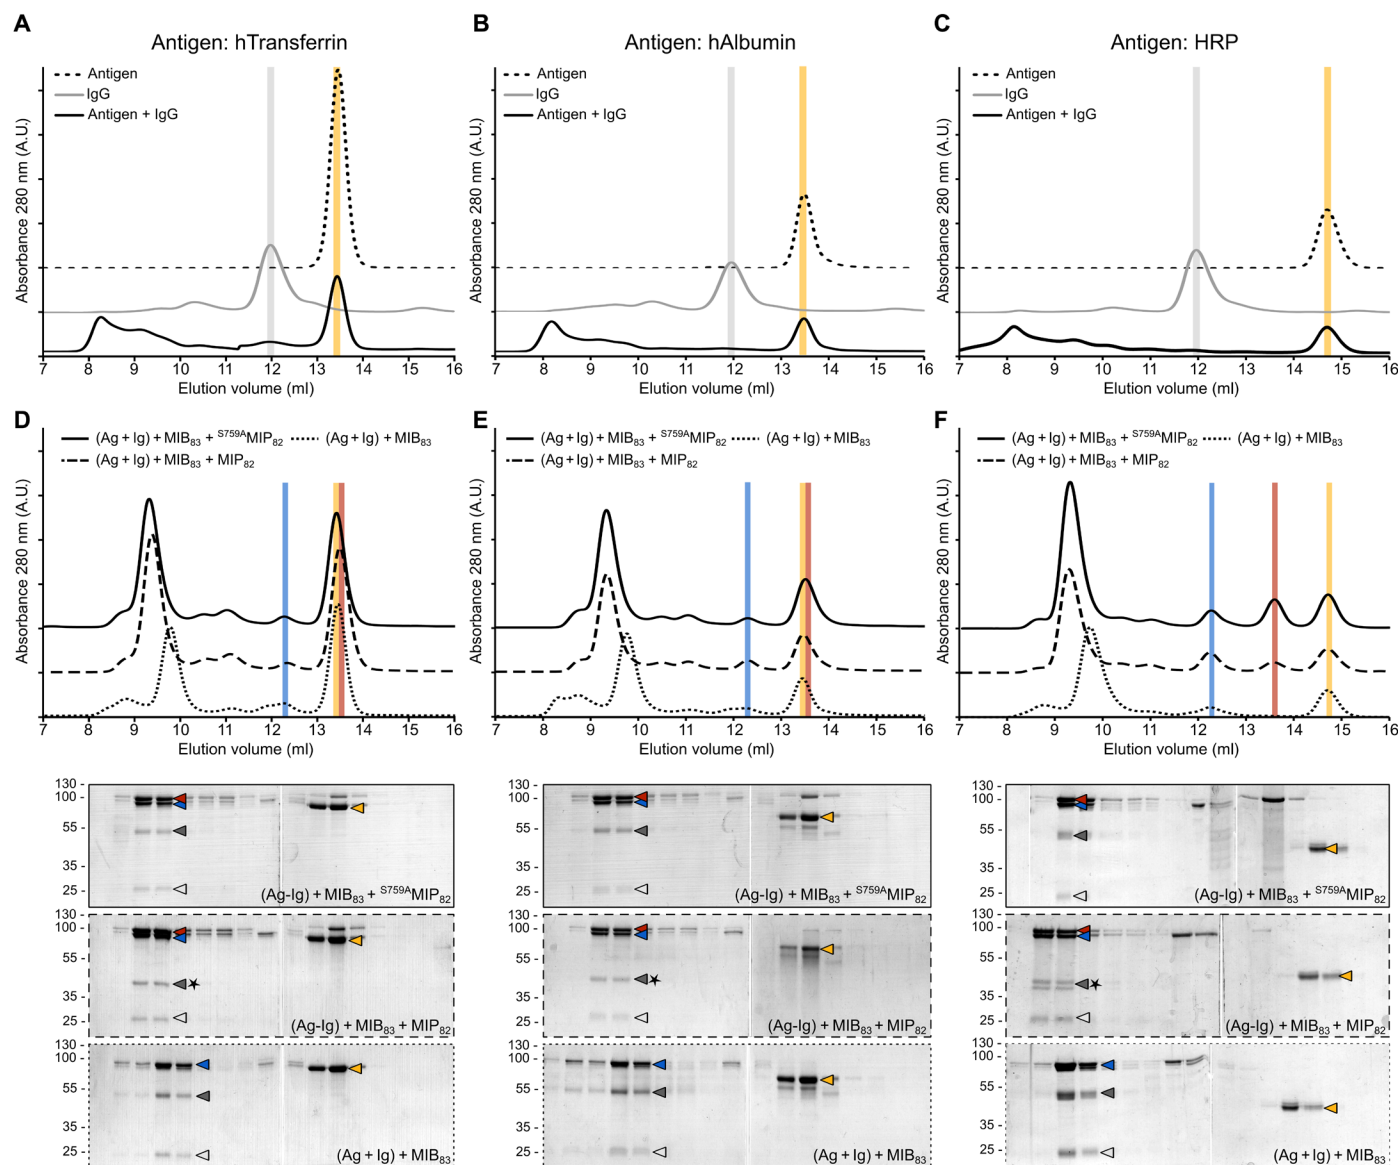 A
Antigen: hTransferrin
Antigen
IgG
Antigen + IgG
Absorbance 280 nm (A.U.)
7 8 9 10 11 12 13 14 15 16
Elution volume (ml)
B
Antigen: hAlbumin
Antigen
IgG
Antigen + IgG
Absorbance 280 nm (A.U.)
7 8 9 10 11 12 13 14 15 16
Elution volume (ml)
C
Antigen: HRP
Antigen
IgG
Antigen + IgG
Absorbance 280 nm (A.U.)
7 8 9 10 11 12 13 14 15 16
Elution volume (ml)
D
(Ag + Ig) + MIB83 + S759AMIP82 (Ag + Ig) + MIB83
(Ag + Ig) + MIB83 + MIP82
Absorbance 280 nm (A.U.)
7 8 9 10 11 12 13 14 15 16
Elution volume (ml)
130 -
100 -
55 -
35 -
25 -
(Ag-Ig) + MIB83 + S759AMIP82
130 -
100 -
55 -
35 -
25 -
(Ag-Ig) + MIB83 + MIP82
130 -
100 -
55 -
35 -
25 -
(Ag + Ig) + MIB83
E
(Ag + Ig) + MIB83 + S759AMIP82 (Ag + Ig) + MIB83
(Ag + Ig) + MIB83 + MIP82
Absorbance 280 nm (A.U.)
7 8 9 10 11 12 13 14 15 16
Elution volume (ml)
130 -
100 -
55 -
35 -
25 -
(Ag-Ig) + MIB83 + S759AMIP82
130 -
100 -
55 -
35 -
25 -
(Ag-Ig) + MIB83 + MIP82
130 -
100 -
55 -
35 -
25 -
(Ag + Ig) + MIB83
F
(Ag + Ig) + MIB83 + S759AMIP82 (Ag + Ig) + MIB83
(Ag + Ig) + MIB83 + MIP82
Absorbance 280 nm (A.U.)
7 8 9 10 11 12 13 14 15 16
Elution volume (ml)
130 -
100 -
55 -
35 -
25 -
(Ag-Ig) + MIB83 + S759AMIP82
130 -
100 -
55 -
35 -
25 -
(Ag-Ig) + MIB83 + MIP82
130 -
100 -
55 -
35 -
25 -
(Ag + Ig) + MIB83